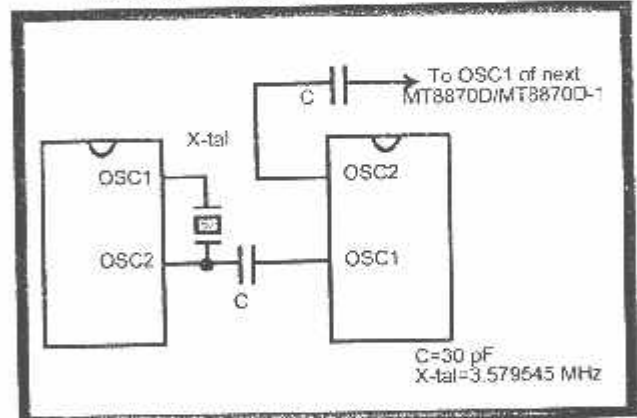 To OSC1 of next
MT8870D/MT8870D-1
C
X-tal
OSC1
OSC2
OSC2
OSC1
C
C=30 pF
X-tal=3.579545 MHz